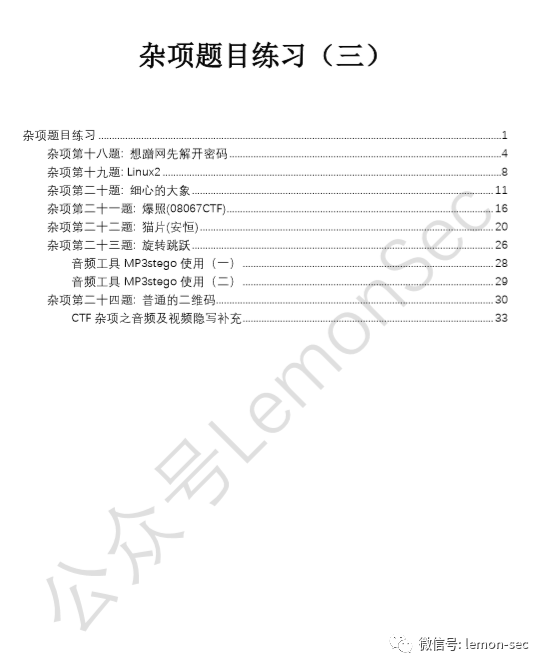 杂项题目练习（三）
杂项题目练习 1
杂项第十八题: 想蹭网先解开密码 4
杂项第十九题: Linux2 8
杂项第二十题: 细心的大象 11
杂项第二十一题: 爆照(08067CTF) 16
杂项第二十二题: 猫片(安恒) 20
杂项第二十三题: 旋转跳跃 26
音频工具 MP3stego 使用（一） 28
音频工具 MP3stego 使用（二） 29
杂项第二十四题: 普通的二维码 30
CTF 杂项之音频及视频隐写补充 33
公众号LemonSec
微信号: lemon-sec